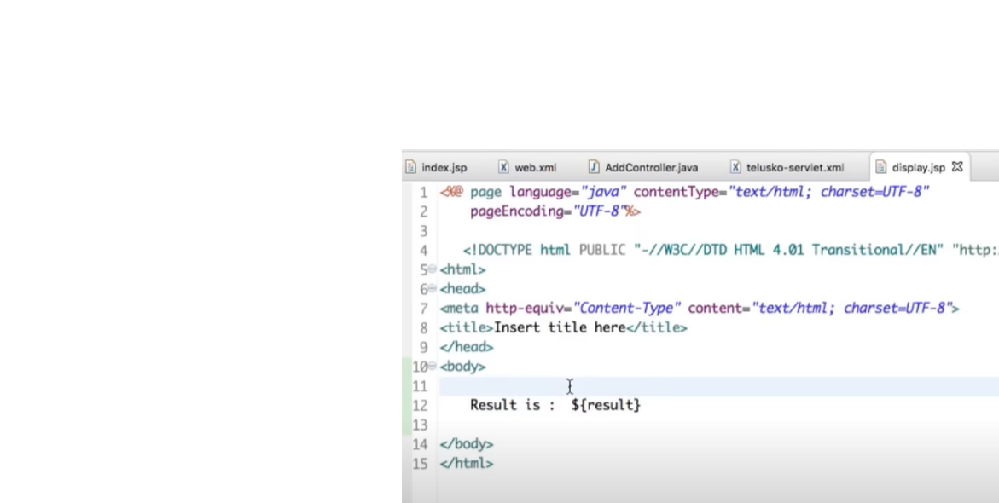 index.jsp web.xml AddController.java telusko-servlet.xml display.jsp
1 <%@ page language="java" contentType="text/html; charset=UTF-8"
2 pageEncoding="UTF-8"%>
3
4 <!DOCTYPE html PUBLIC "-//W3C//DTD HTML 4.01 Transitional//EN" "http:
5 <html>
6 <head>
7 <meta http-equiv="Content-Type" content="text/html; charset=UTF-8">
8 <title>Insert title here</title>
9 </head>
10 <body>
11
12 Result is : ${result}
13
14 </body>
15 </html>